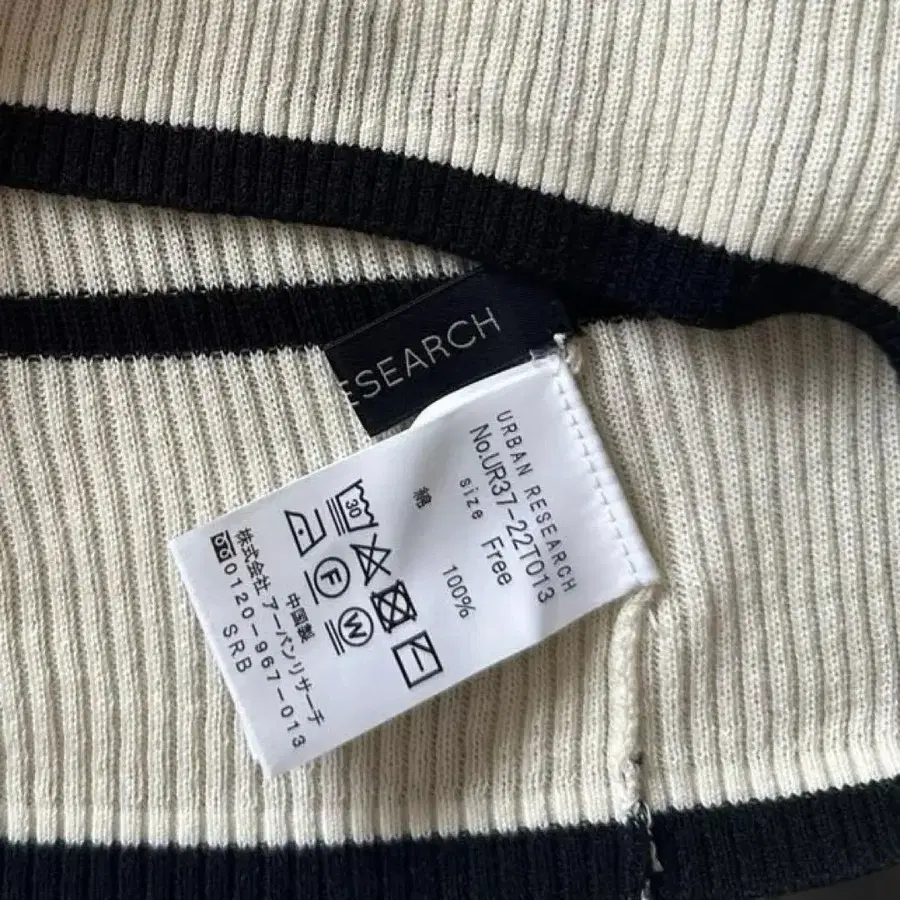 ESEARCH
URBAN RESEARCH
No.UR37-22T013
size Free
綿 100%
30
F W
中国製
株式会社 アーバンリサーチ
0120-967-013
SRB